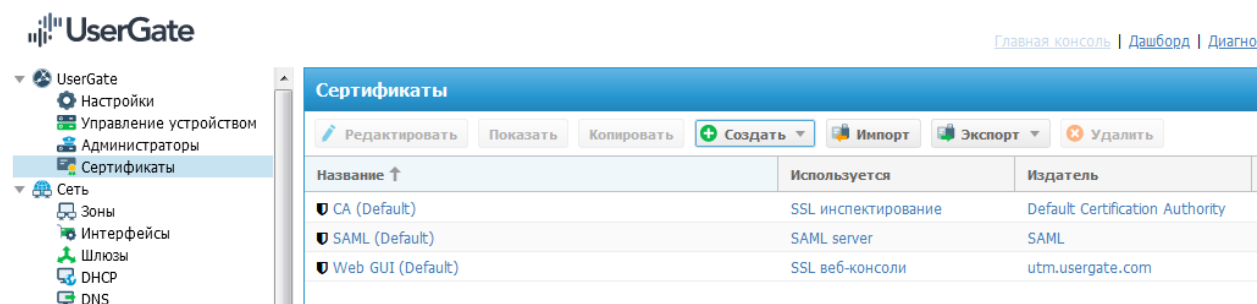 UserGate
Главная консоль | Дашборд | Диагно
UserGate
Настройки
Управление устройством
Администраторы
Сертификаты
Сеть
Зоны
Интерфейсы
Шлюзы
DHCP
DNS
Сертификаты
Редактировать Показать Копировать Создать Импорт Экспорт Удалить
Название Используется Издатель
CA (Default) SSL инспектирование Default Certification Authority
SAML (Default) SAML server SAML
Web GUI (Default) SSL веб-консоли utm.usergate.com